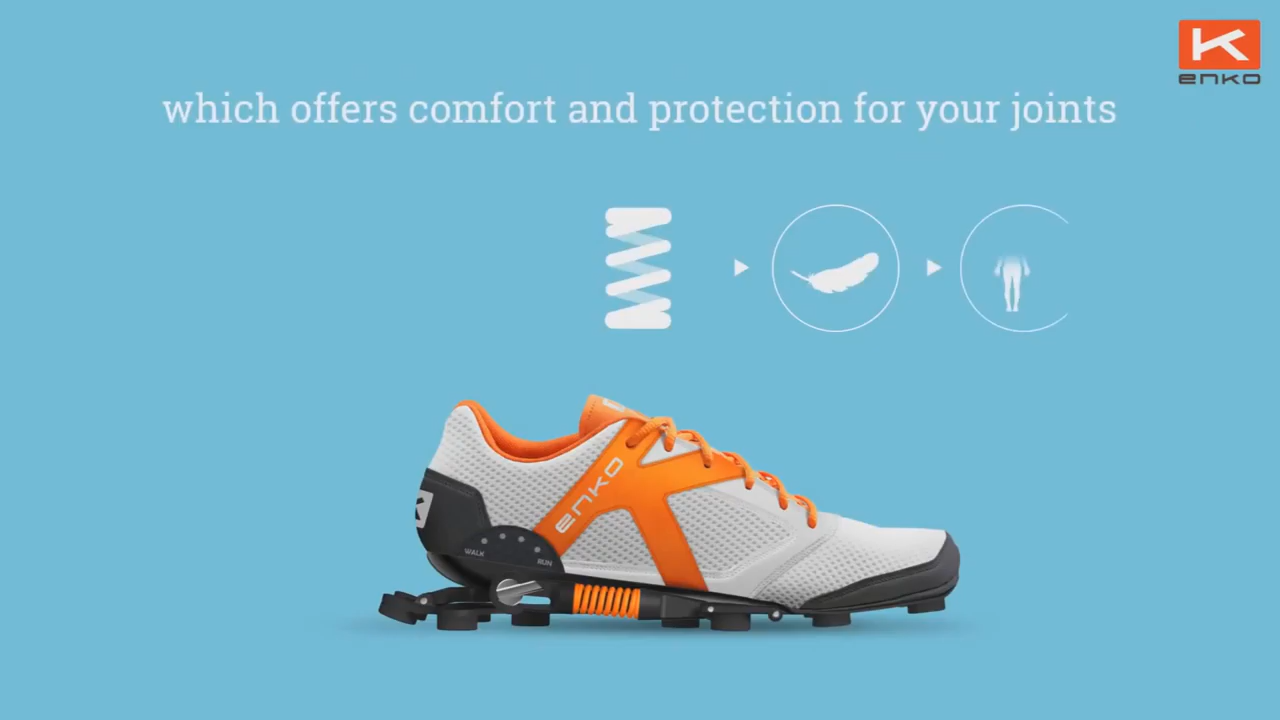 K
enko
which offers comfort and protection for your joints
enko
WALK
RUN